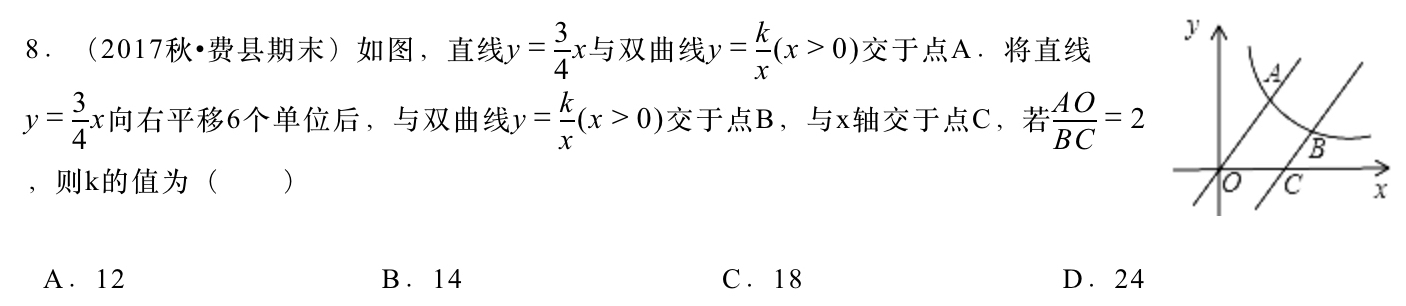 8．（2017秋•费县期末）如图，直线y = 3/4x与双曲线y = k/x(x > 0)交于点A．将直线
y = 3/4x向右平移6个单位后，与双曲线y = k/x(x > 0)交于点B，与x轴交于点C，若AO/BC = 2
，则k的值为（　　）
A．12　B．14　C．18　D．24
y
A
B
O C x